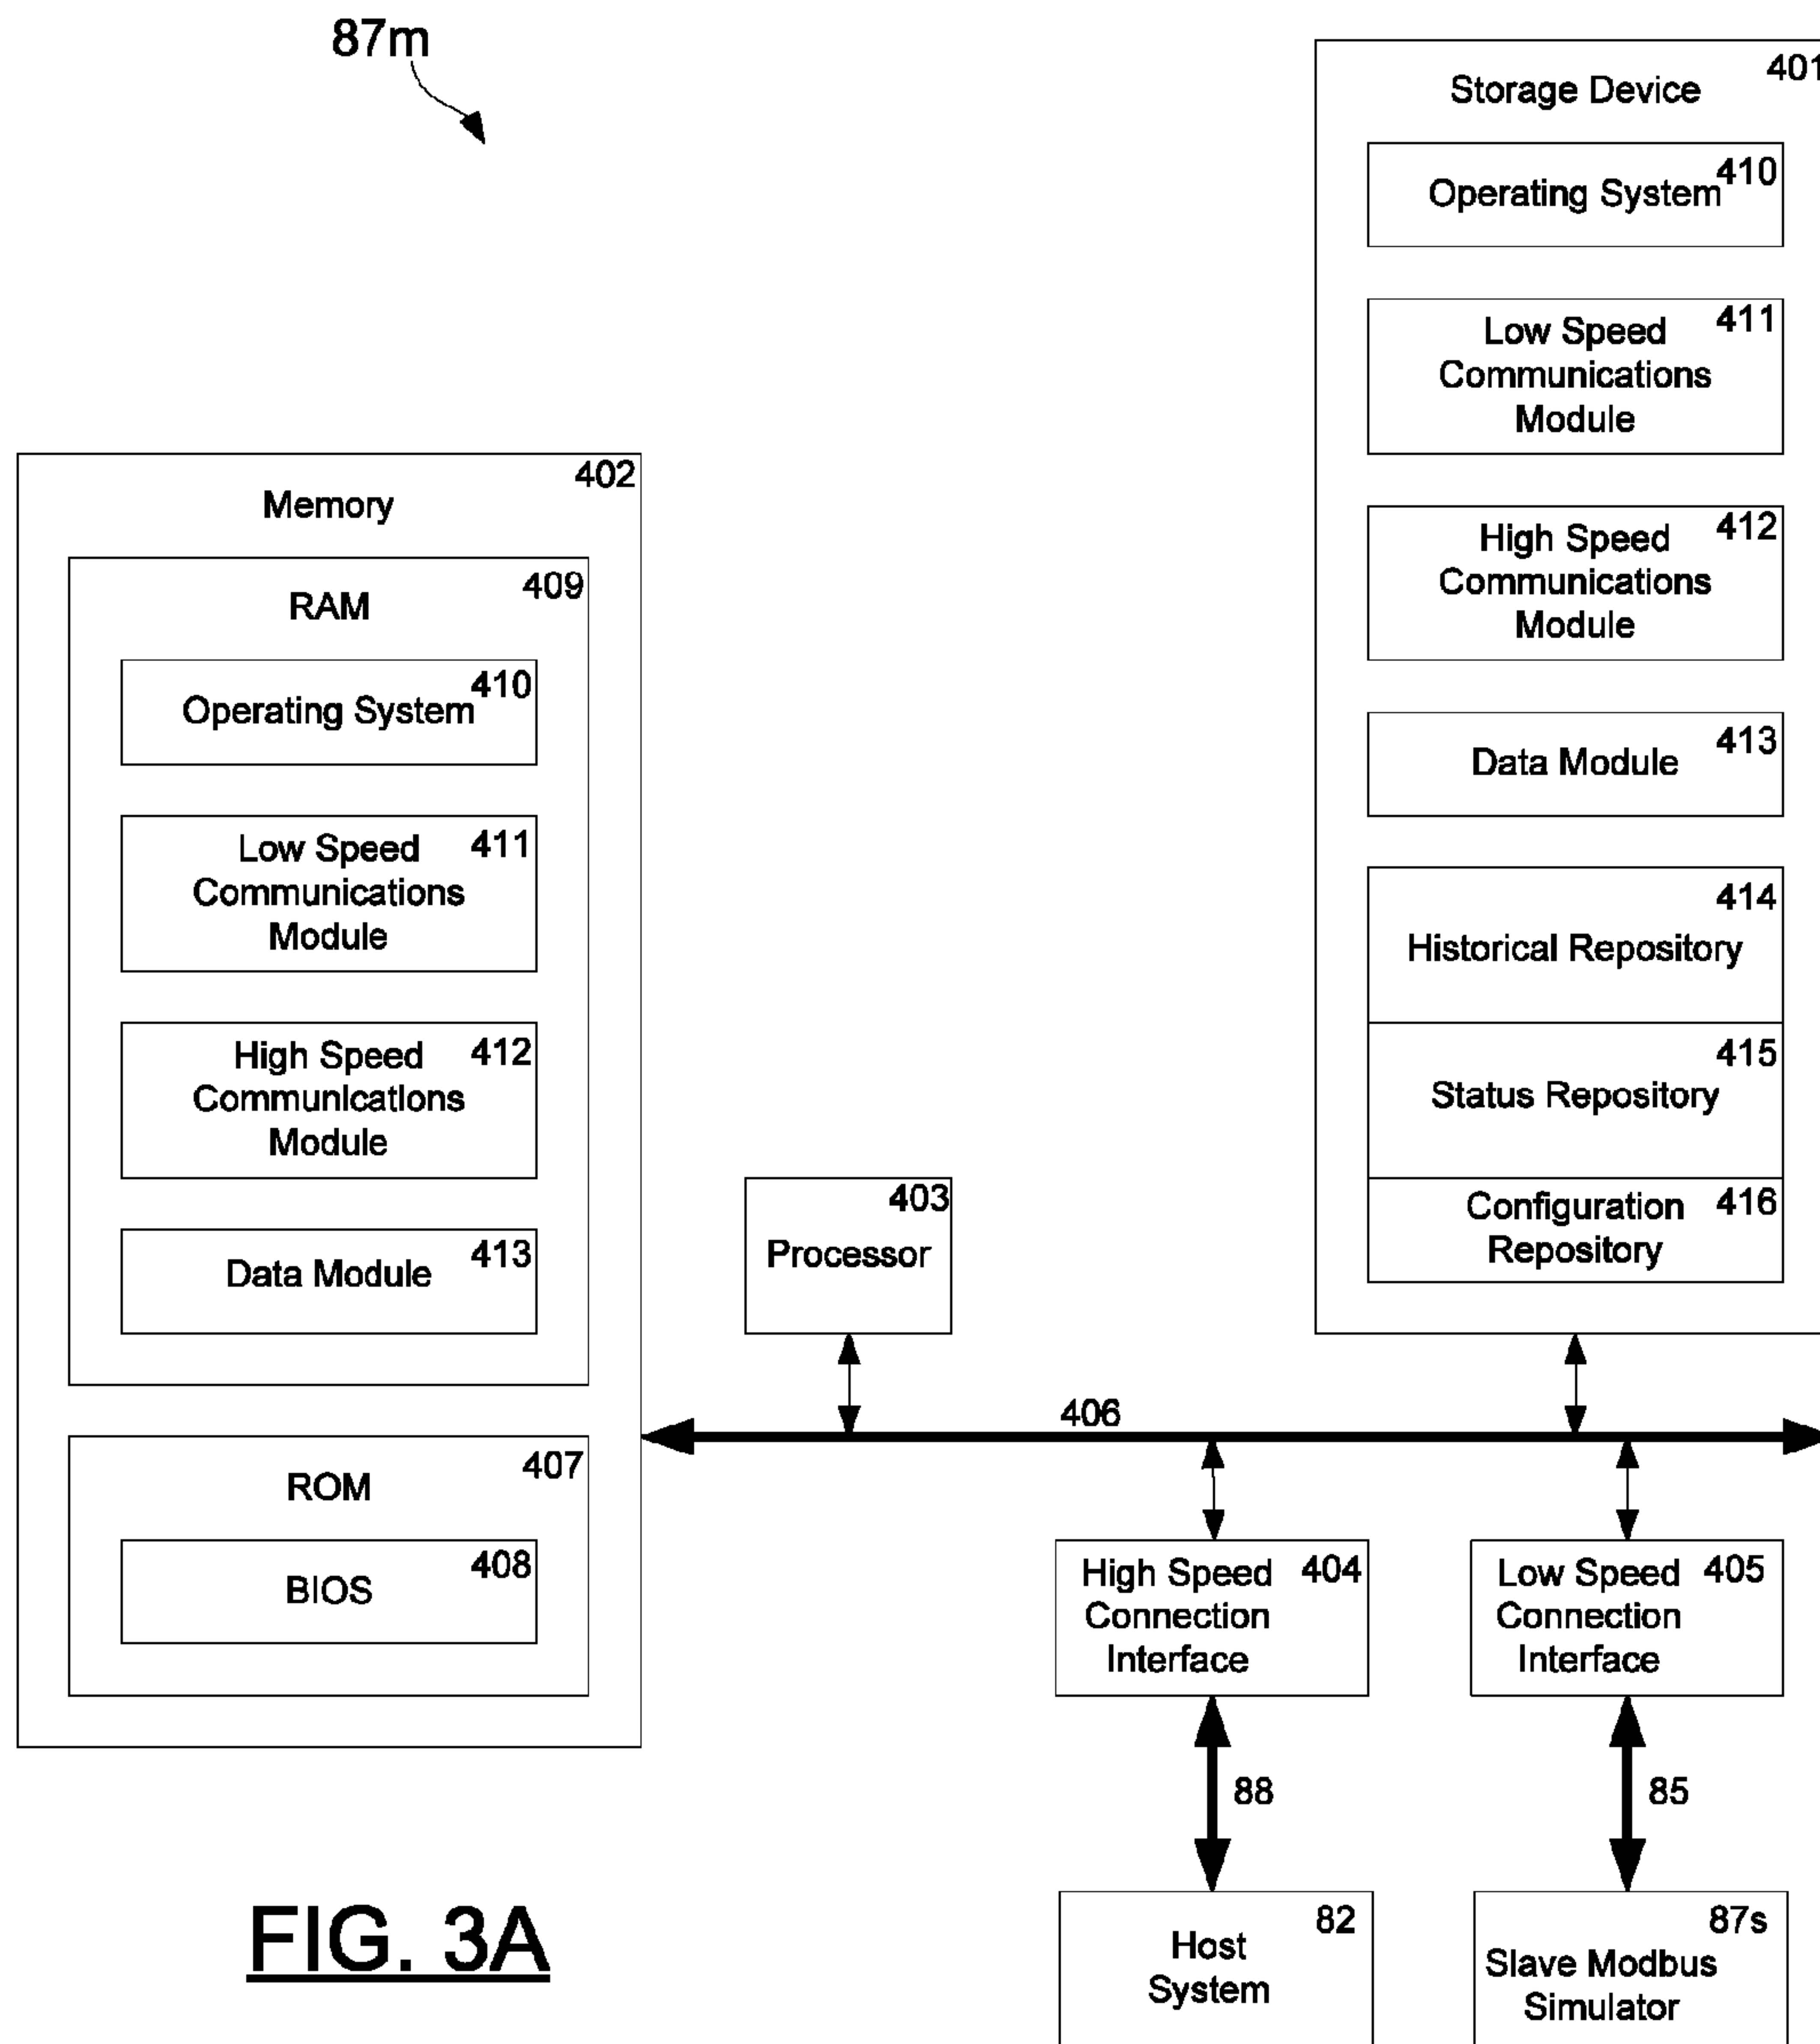 87m
401
Storage Device
410
Operating System
411
Low Speed
Communications
Module
412
High Speed
Communications
Module
413
Data Module
414
Historical Repository
415
Status Repository
416
Configuration
Repository
402
Memory
409
RAM
410
Operating System
411
Low Speed
Communications
Module
412
High Speed
Communications
Module
413
Data Module
407
ROM
408
BIOS
403
Processor
406
High Speed 404
Connection
Interface
Low Speed 405
Connection
Interface
88
85
82
Host
System
87s
Slave Modbus
Simulator
FIG. 3A